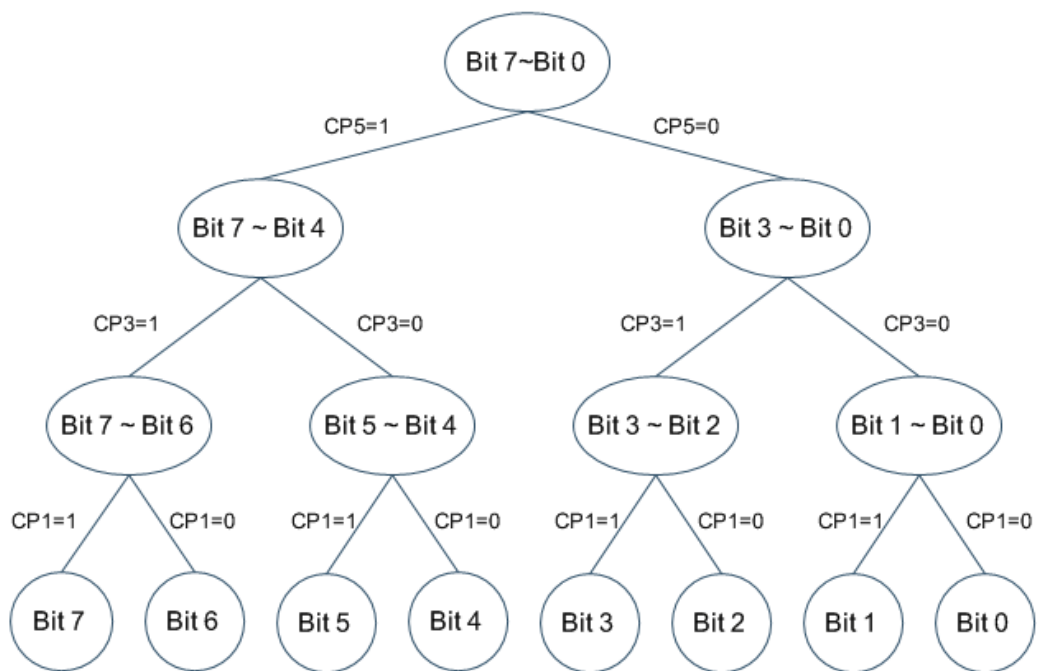 Bit 7~Bit 0
CP5=1
CP5=0
Bit 7 ~ Bit 4
Bit 3 ~ Bit 0
CP3=1
CP3=0
CP3=1
CP3=0
Bit 7 ~ Bit 6
Bit 5 ~ Bit 4
Bit 3 ~ Bit 2
Bit 1 ~ Bit 0
CP1=1
CP1=0
CP1=1
CP1=0
CP1=1
CP1=0
CP1=1
CP1=0
Bit 7
Bit 6
Bit 5
Bit 4
Bit 3
Bit 2
Bit 1
Bit 0